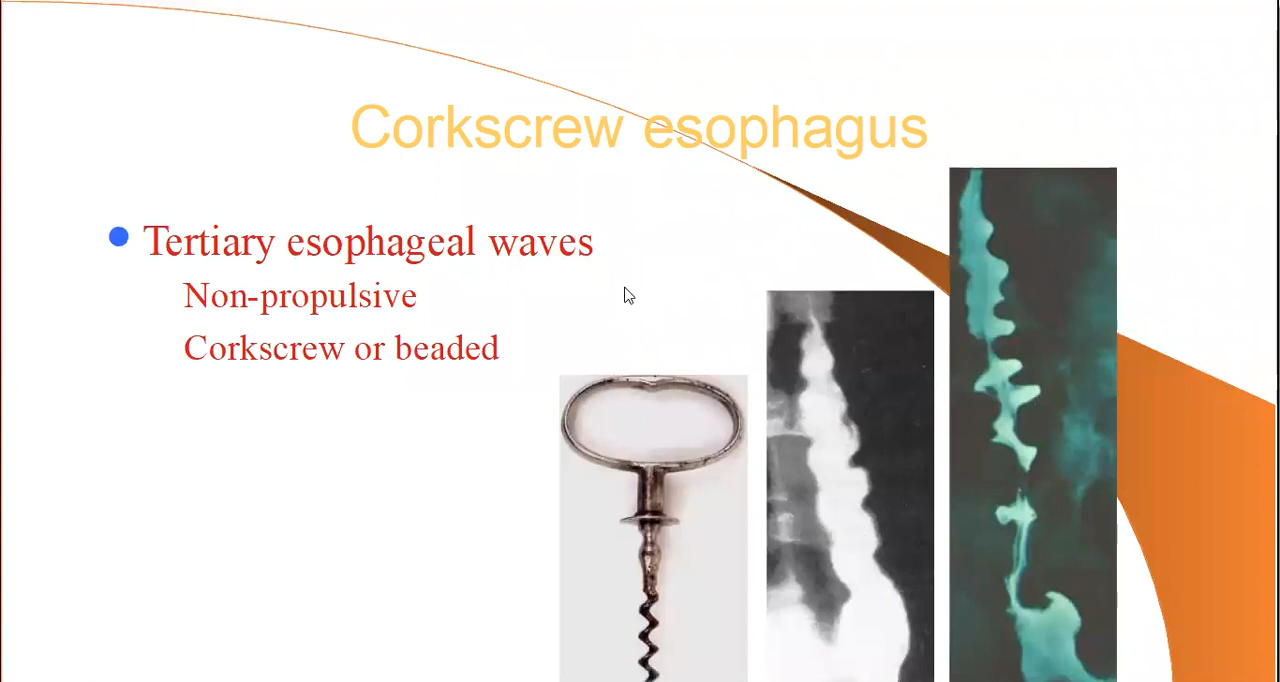 Corkscrew esophagus
Tertiary esophageal waves
Non-propulsive
Corkscrew or beaded